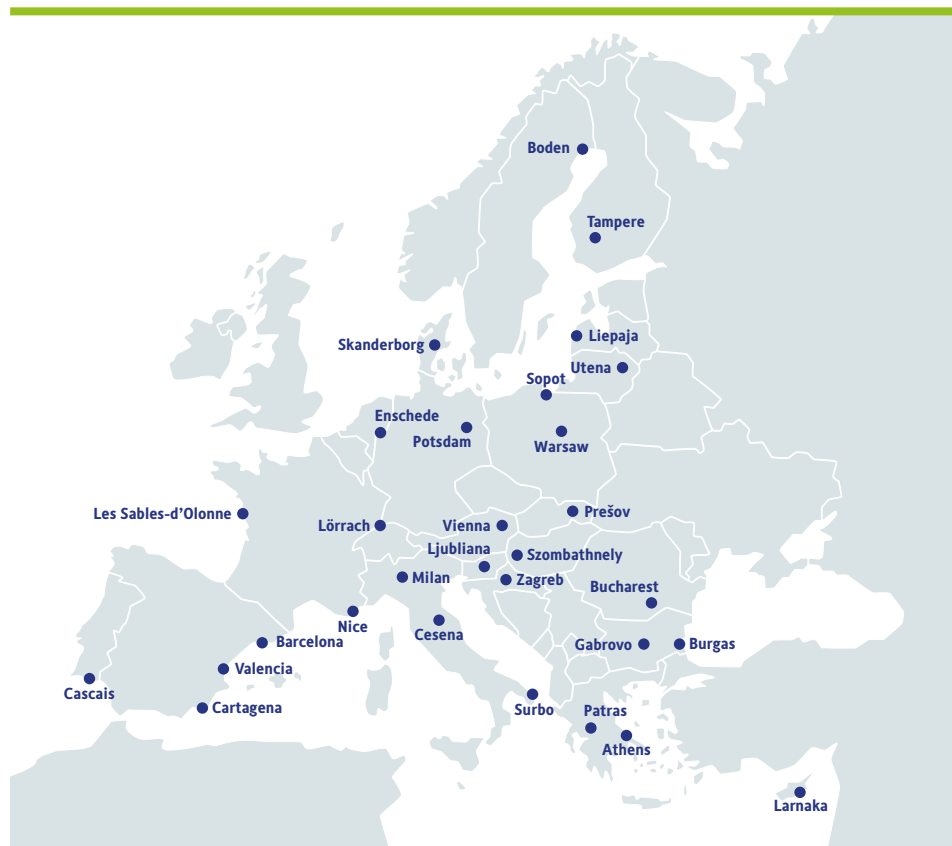 Boden
Tampere
Liepaja
Skanderborg
Utena
Sopot
Enschede
Potsdam
Warsaw
Les Sables-d'Olonne
Prešov
Lörrach
Vienna
Ljubliana
Szombathnely
Milan
Zagreb
Bucharest
Nice
Cesena
Barcelona
Gabrovo
Burgas
Valencia
Cascais
Cartagena
Surbo
Patras
Athens
Larnaka